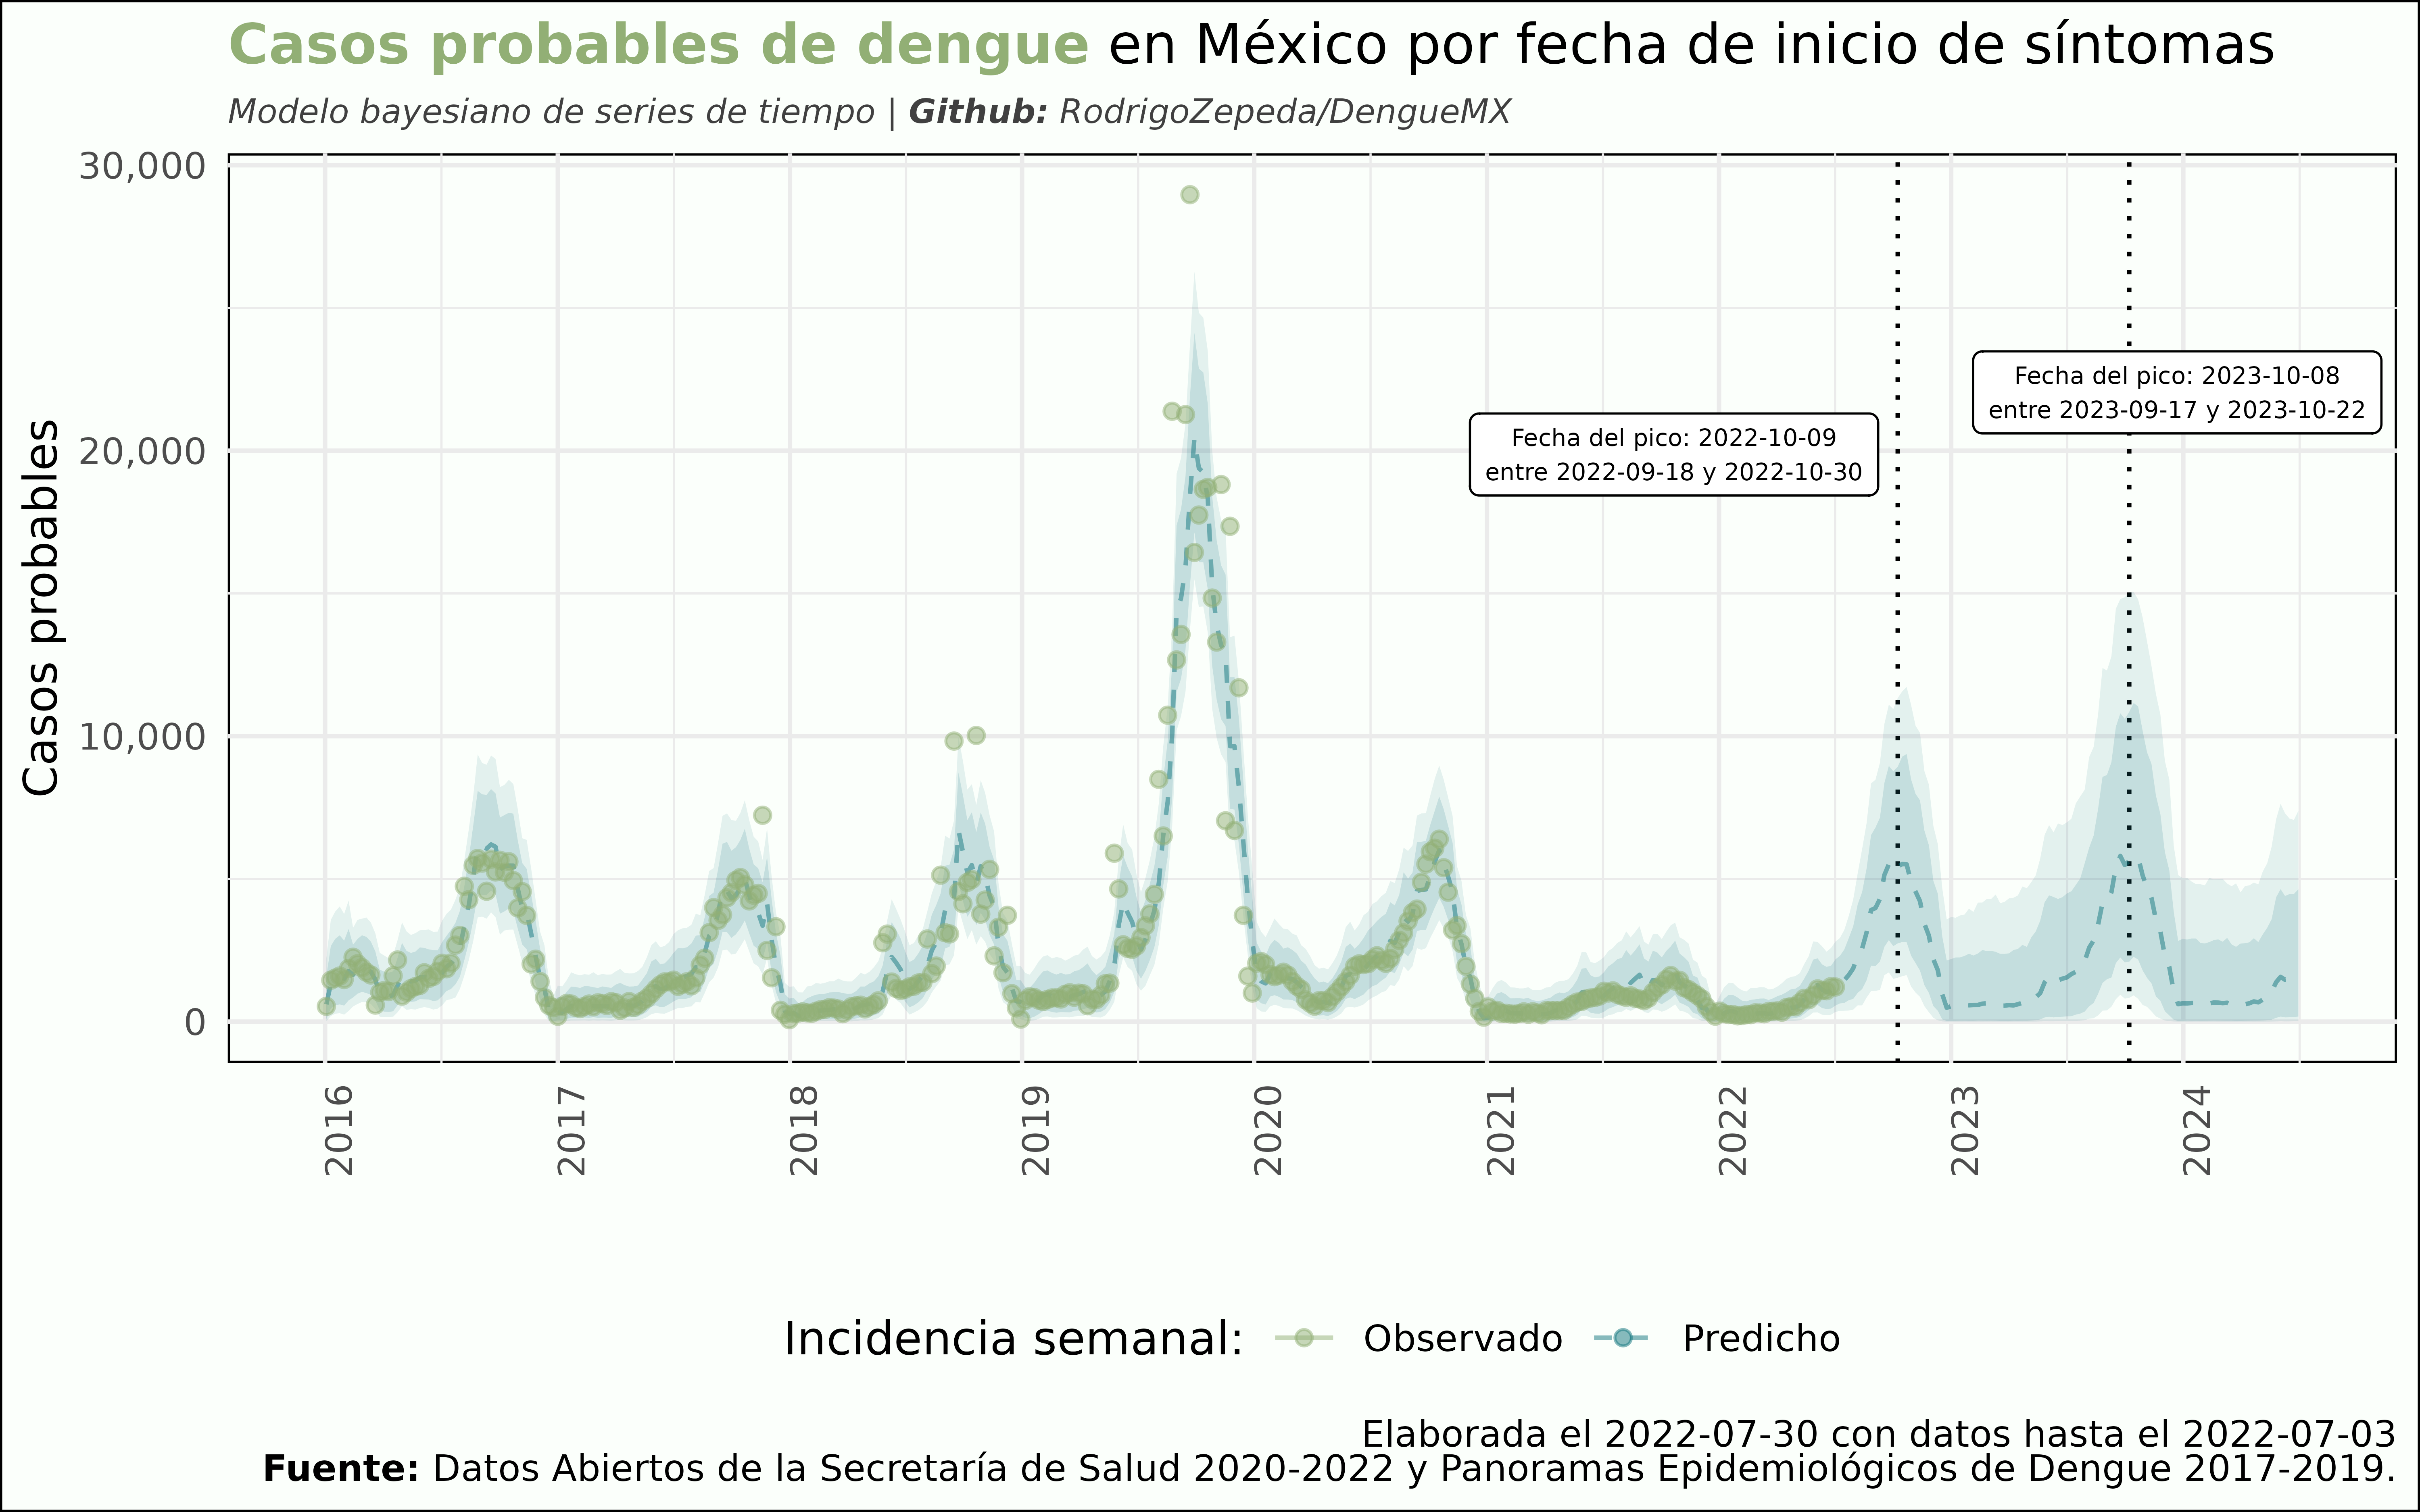 Casos probables de dengue en México por fecha de inicio de síntomas
Modelo bayesiano de series de tiempo | Github: RodrigoZepeda/DengueMX
Casos probables
30,000
20,000
10,000
0
Fecha del pico: 2022-10-09
entre 2022-09-18 y 2022-10-30
Fecha del pico: 2023-10-08
entre 2023-09-17 y 2023-10-22
2016
2017
2018
2019
2020
2021
2022
2023
2024
Incidencia semanal:
Observado
Predicho
Elaborada el 2022-07-30 con datos hasta el 2022-07-03
Fuente: Datos Abiertos de la Secretaría de Salud 2020-2022 y Panoramas Epidemiológicos de Dengue 2017-2019.